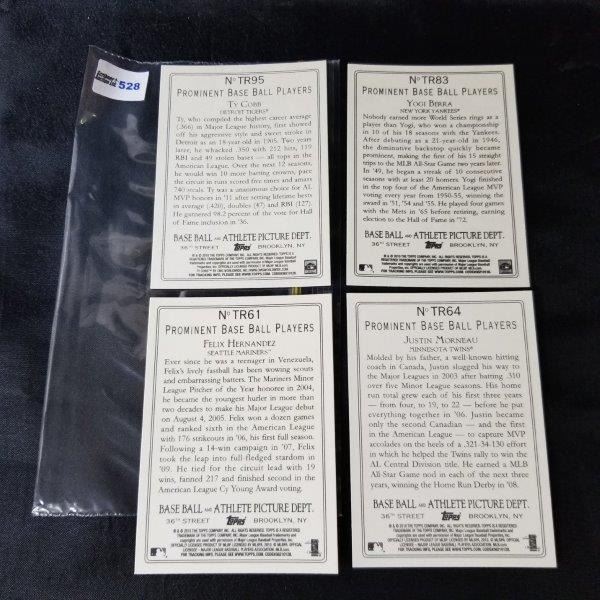 528
Nº TR95
PROMINENT BASE BALL PLAYERS
TY COBB
DETROIT TIGERS®
Ty, who compiled the highest career average
(.366) in Major League history, first showed
off his aggressive style and sweet stroke in
Detroit as an 18-year-old in 1905. Two years
later, he whacked .350 with 212 hits, 119
RBI and 49 stolen bases — all tops in the
American League. Over the next 12 seasons,
he would win 10 more batting crowns, pace
the circuit in runs scored five times and amass
740 steals. Ty was a unanimous choice for AL
MVP honors in '11 after setting lifetime bests
in average (.420), doubles (47) and RBI (127).
He garnered 98.2 percent of the vote for Hall
of Fame induction in '36.
BASE BALL AND ATHLETE PICTURE DEPT.
36TH STREET Topps BROOKLYN, NY
Nº TR83
PROMINENT BASE BALL PLAYERS
YOGI BERRA
NEW YORK YANKEES®
Nobody earned more World Series rings as a
player than Yogi, who won a championship
in 10 of his 18 seasons with the Yankees.
After debuting as a 21-year-old in 1946,
the diminutive backstop quickly became
prominent, making the first of his 15 straight
trips to the MLB All-Star Game two years later.
In '49, he began a streak of 10 consecutive
seasons with at least 20 homers. Yogi finished
in the top four of the American League MVP
voting every year from 1950-55, winning the
award in '51, '54 and '55. He played four games
with the Mets in '65 before retiring, earning
election to the Hall of Fame in '72.
BASE BALL AND ATHLETE PICTURE DEPT.
36TH STREET Topps BROOKLYN, NY
Nº TR61
PROMINENT BASE BALL PLAYERS
FELIX HERNANDEZ
SEATTLE MARINERS™
Ever since he was a teenager in Venezuela,
Felix's lively fastball has been wowing scouts
and embarrassing batters. The Mariners Minor
League Pitcher of the Year honoree in 2004,
he became the youngest hurler in more than
two decades to make his Major League debut
on August 4, 2005. Felix won a dozen games
and ranked sixth in the American League
with 176 strikeouts in '06, his first full season.
Following a 14-win campaign in '07, Felix
took the leap into full-fledged stardom in
'09. He tied for the circuit lead with 19
wins, fanned 217 and finished second in the
American League Cy Young Award voting.
BASE BALL AND ATHLETE PICTURE DEPT.
36TH STREET Topps BROOKLYN, NY
Nº TR64
PROMINENT BASE BALL PLAYERS
JUSTIN MORNEAU
MINNESOTA TWINS®
Molded by his father, a well-known hitting
coach in Canada, Justin slugged his way to
the Major Leagues in 2003 after batting .310
over five Minor League seasons. His home
run total grew each of his first three years
— from four, to 19, to 22 — before he put
everything together in '06. Justin became
only the second Canadian — and the first
in the American League — to capture MVP
accolades on the heels of a .321-34-130 effort
in which he helped the Twins rally to win the
AL Central Division title. He earned a MLB
All-Star Game nod in each of the next three
years, winning the Home Run Derby in '08.
BASE BALL AND ATHLETE PICTURE DEPT.
36TH STREET Topps BROOKLYN, NY